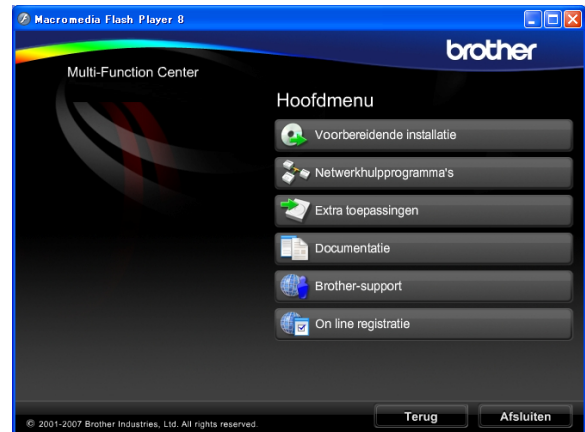 Macromedia Flash Player 8
brother
Multi-Function Center
Hoofdmenu
Voorbereidende installatie
Netwerkhulpprogramma's
Extra toepassingen
Documentatie
Brother-support
On line registratie
© 2001-2007 Brother Industries, Ltd. All rights reserved.
Terug
Afsluiten